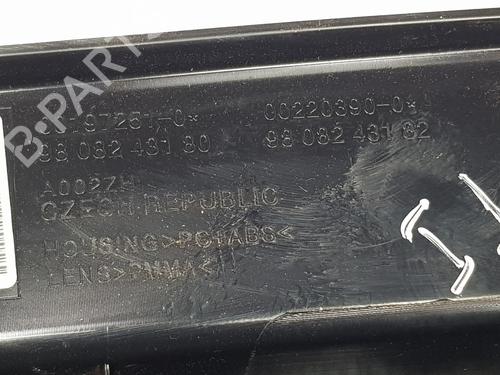 00220390-0*
98 082 431 80 98 082 431 82
A002ZH
CZECH REPUBLIC
HOUSING>PC+ABS<
LENS>PMMA<
B-PARTS